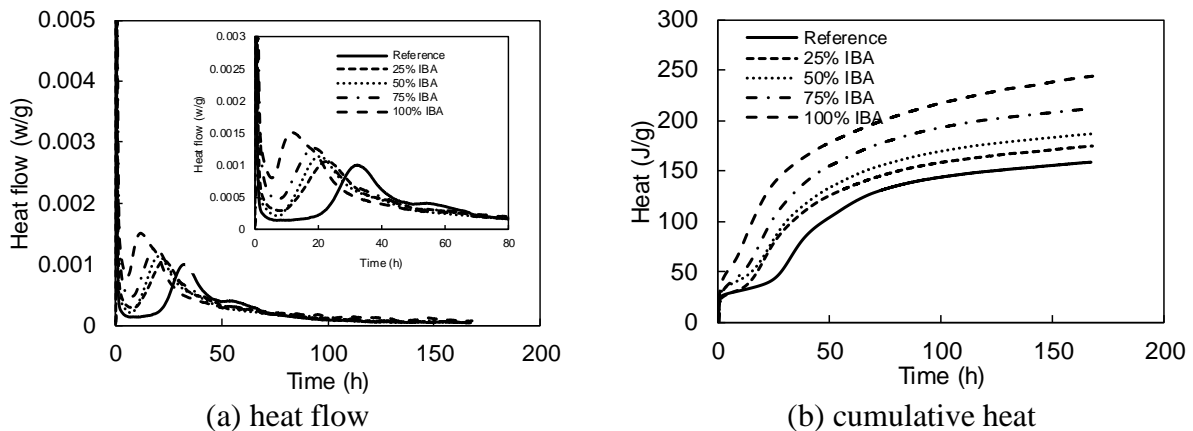 0.005
0.004
0.003
0.002
0.001
0
Heat flow (w/g)
0 50 100 150 200
Time (h)
0.003
0.0025
0.002
0.0015
0.001
0.0005
0
Heat flow (w/g)
Reference
25% IBA
50% IBA
75% IBA
100% IBA
0 20 40 60 80
Time (h)
(a) heat flow
300
250
200
150
100
50
0
Heat (J/g)
Reference
25% IBA
50% IBA
75% IBA
100% IBA
0 50 100 150 200
Time (h)
(b) cumulative heat